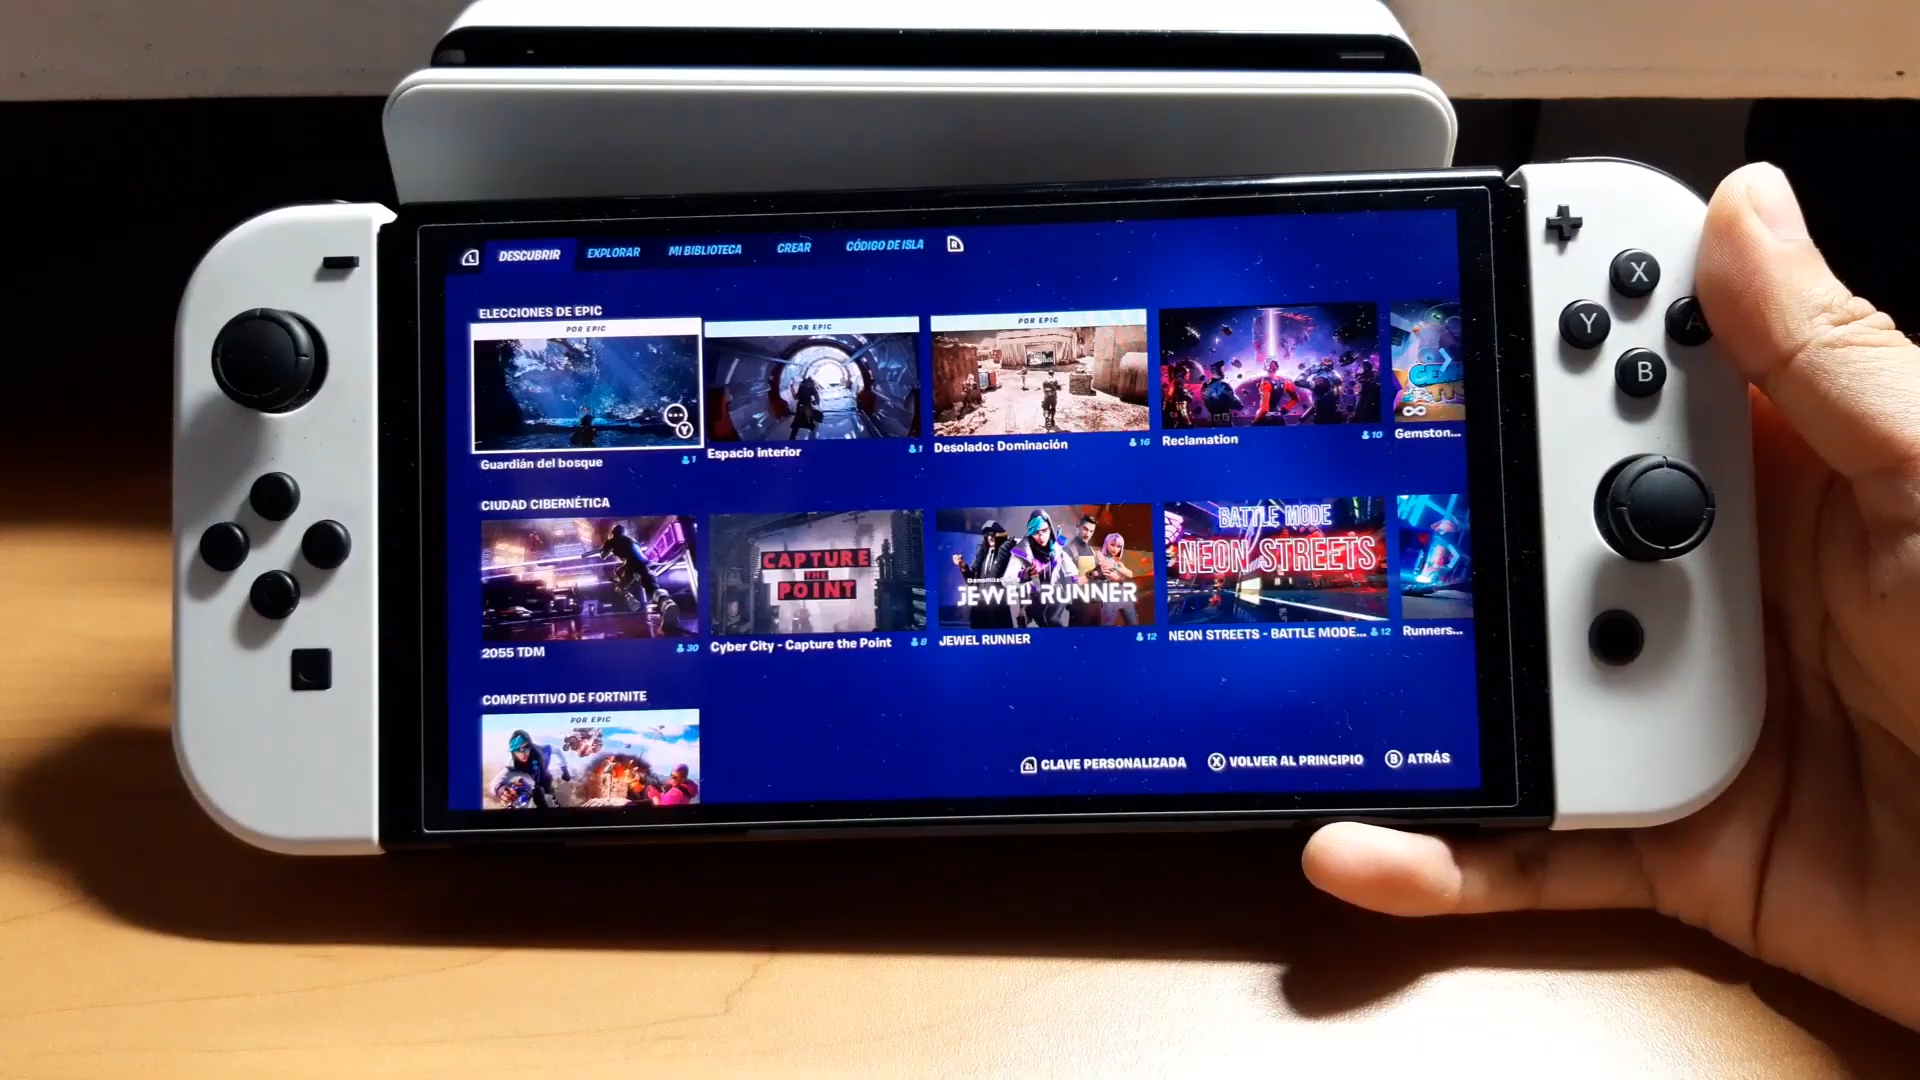 L DESCUBRIR EXPLORAR MI BIBLIOTECA CREAR CÓDIGO DE ISLA R
ELECCIONES DE EPIC
POR EPIC POR EPIC POR EPIC
Y
Guardián del bosque 1 Espacio interior 1 Desolado: Dominación 16 Reclamation 10 Gemston...
CIUDAD CIBERNÉTICA
CAPTURE THE POINT
JEWEL RUNNER
BATTLE MODE
NEON STREETS
2055 TDM 30 Cyber City - Capture the Point 8 JEWEL RUNNER 12 NEON STREETS - BATTLE MODE... 12 Runners...
COMPETITIVO DE FORTNITE
POR EPIC
ZL CLAVE PERSONALIZADA X VOLVER AL PRINCIPIO B ATRÁS
X
Y A
B